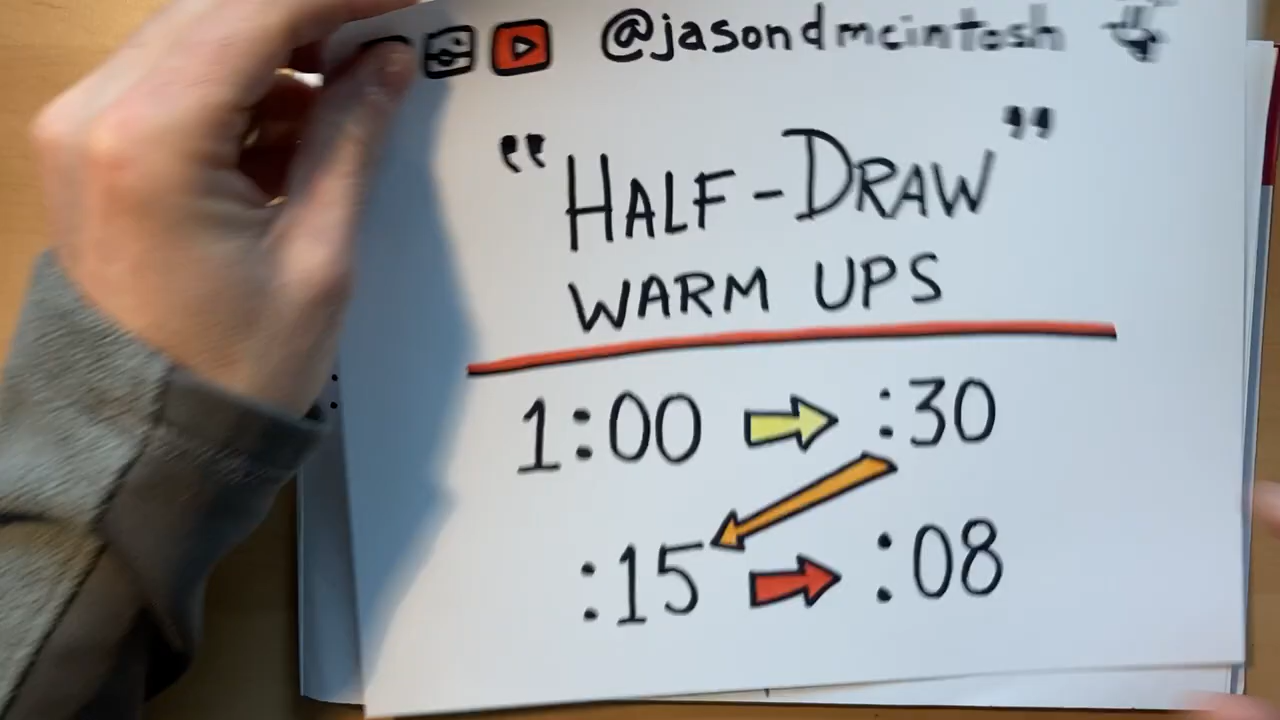 @jasondmcintosh
"HALF-DRAW"
WARM UPS
1:00 :30
:15 :08